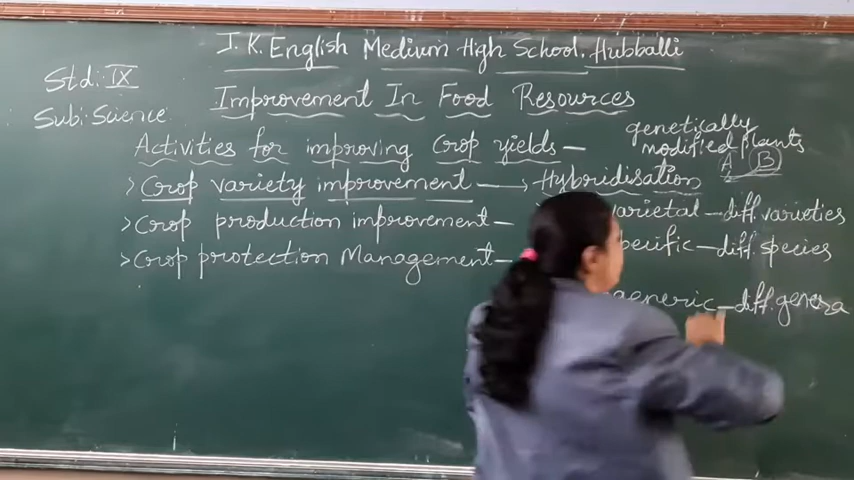 J.K. English Medium High School, Hubballi
Std: IX
Sub: Science
Improvement In Food Resources
Activities for improving Crop yields —
genetically
modified plants
A B
> Crop variety improvement —> Hybridisation
varietal — diff. varieties
> Crop production improvement —
specific — diff. species
> Crop protection Management —
generic — diff. genera